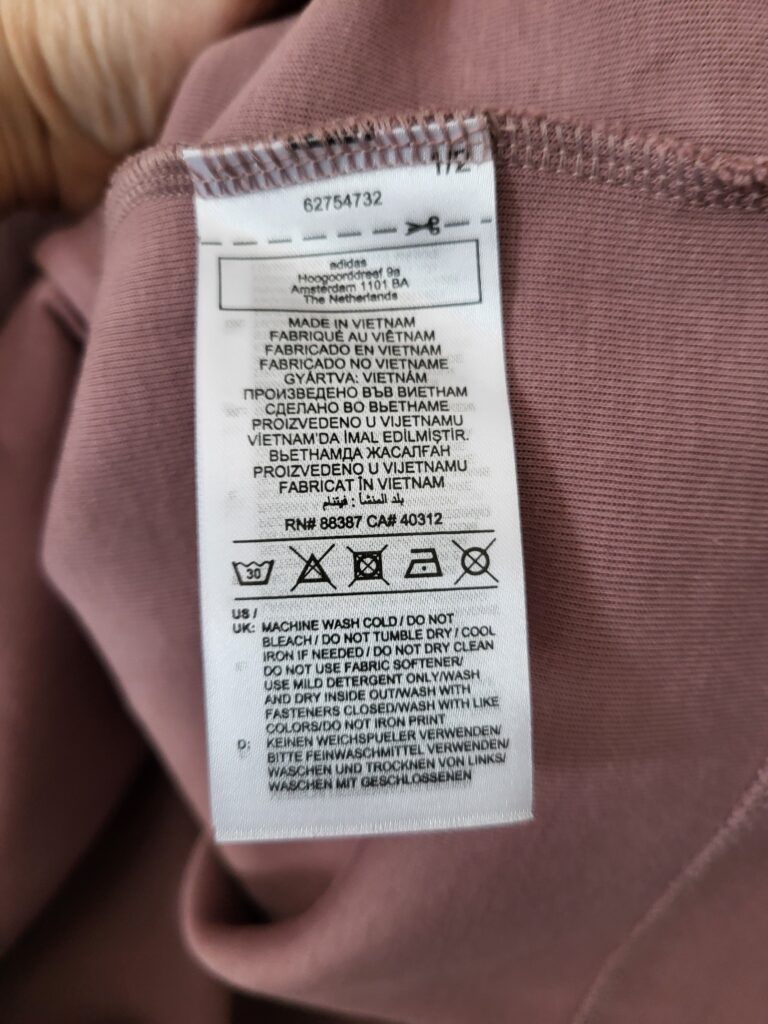 1/2
62754732
adidas
Hoogoorddreef 9a
Amsterdam 1101 BA
The Netherlands
MADE IN VIETNAM
FABRIQUÉ AU VIÊTNAM
FABRICADO EN VIETNAM
FABRICADO NO VIETNAME
GYÁRTVA: VIETNÁM
ПРОИЗВЕДЕНО ВЪВ ВИЕТНАМ
СДЕЛАНО ВО ВЬЕТНАМЕ
PROIZVEDENO U VIJETNAMU
VİETNAM'DA İMAL EDİLMİŞTİR.
ВЬЕТНАМДА ЖАСАЛҒАН
PROIZVEDENO U VIJETNAMU
FABRICAT ÎN VIETNAM
بلد المنشأ : فيتنام
RN# 88387 CA# 40312
30
US /
UK: MACHINE WASH COLD / DO NOT
BLEACH / DO NOT TUMBLE DRY / COOL
IRON IF NEEDED / DO NOT DRY CLEAN
DO NOT USE FABRIC SOFTENER/
USE MILD DETERGENT ONLY/WASH
AND DRY INSIDE OUT/WASH WITH
FASTENERS CLOSED/WASH WITH LIKE
COLORS/DO NOT IRON PRINT
D: KEINEN WEICHSPUELER VERWENDEN/
BITTE FEINWASCHMITTEL VERWENDEN/
WASCHEN UND TROCKNEN VON LINKS/
WASCHEN MIT GESCHLOSSENEN